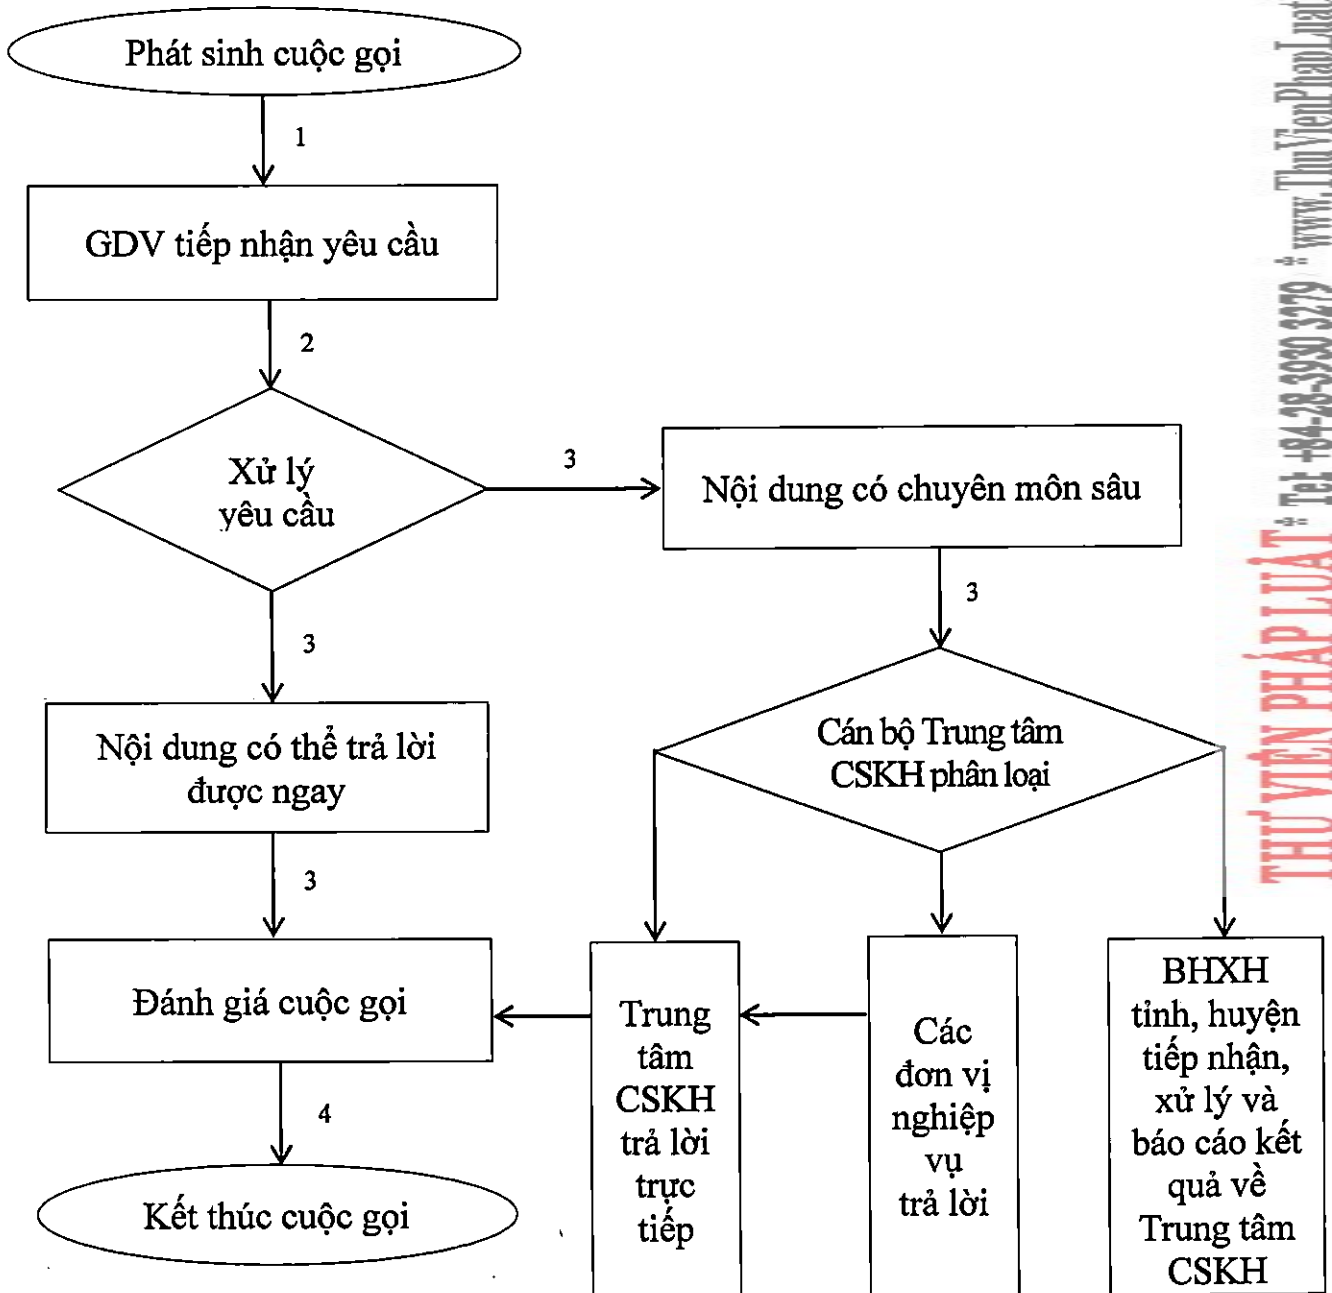 Phát sinh cuộc gọi
1
GDV tiếp nhận yêu cầu
2
Xử lý
yêu cầu
3
Nội dung có chuyên môn sâu
3
3
Nội dung có thể trả lời
được ngay
Cán bộ Trung tâm
CSKH phân loại
3
Đánh giá cuộc gọi
4
Kết thúc cuộc gọi
Trung
tâm
CSKH
trả lời
trực
tiếp
Các
đơn vị
nghiệp
vụ
trả lời
BHXH
tỉnh, huyện
tiếp nhận,
xử lý và
báo cáo kết
quả về
Trung tâm
CSKH
THƯ VIỆN PHÁP LUẬT * Tel: +84-28-3930 3279 * www.ThuVienPhapLuat